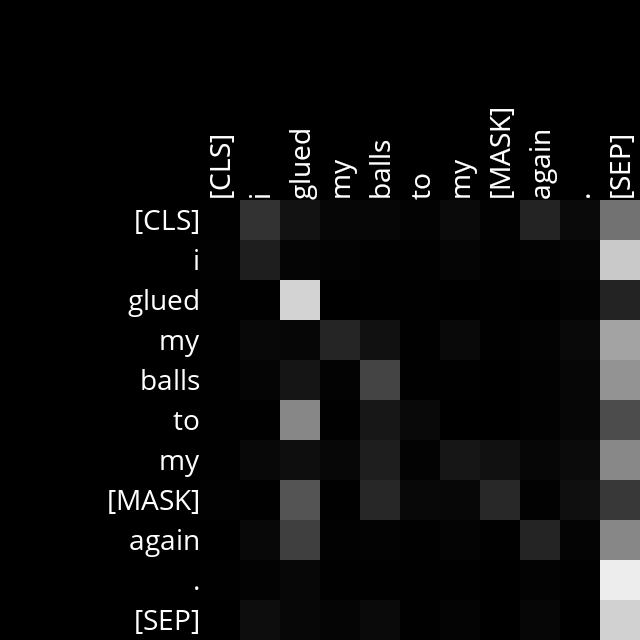 [CLS] i glued my balls to my [MASK] again . [SEP]
[CLS]
i
glued
my
balls
to
my
[MASK]
again
.
[SEP]